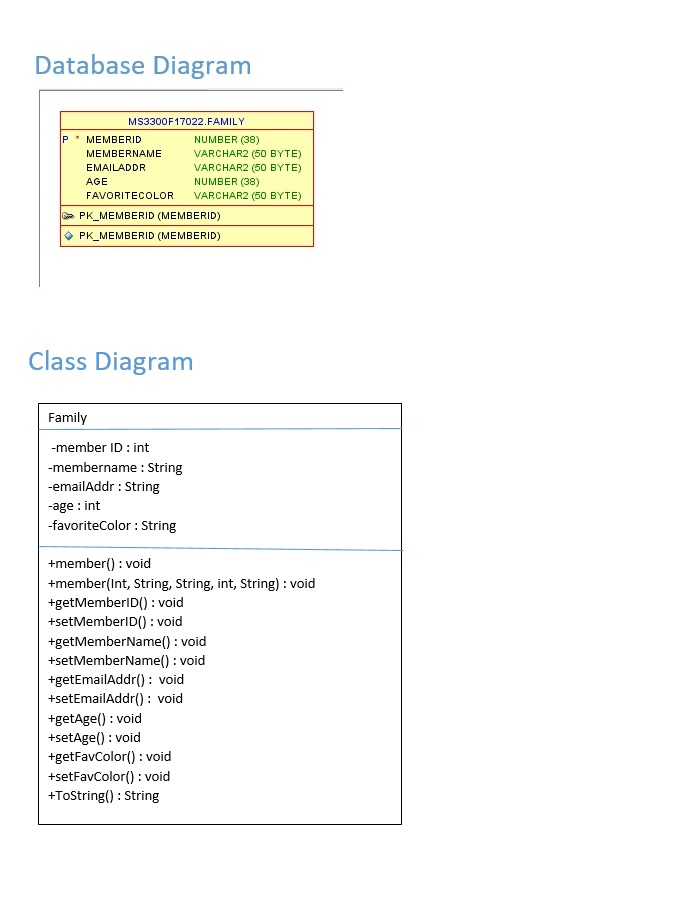 Database Diagram
MS3300F17022.FAMILY
P * MEMBERID NUMBER (38)
MEMBERNAME VARCHAR2 (50 BYTE)
EMAILADDR VARCHAR2 (50 BYTE)
AGE NUMBER (38)
FAVORITECOLOR VARCHAR2 (50 BYTE)
PK_MEMBERID (MEMBERID)
PK_MEMBERID (MEMBERID)
Class Diagram
Family
-member ID : int
-membername : String
-emailAddr : String
-age : int
-favoriteColor : String
+member() : void
+member(Int, String, String, int, String) : void
+getMemberID() : void
+setMemberID() : void
+getMemberName() : void
+setMemberName() : void
+getEmailAddr() :  void
+setEmailAddr() :  void
+getAge() : void
+setAge() : void
+getFavColor() : void
+setFavColor() : void
+ToString() : String